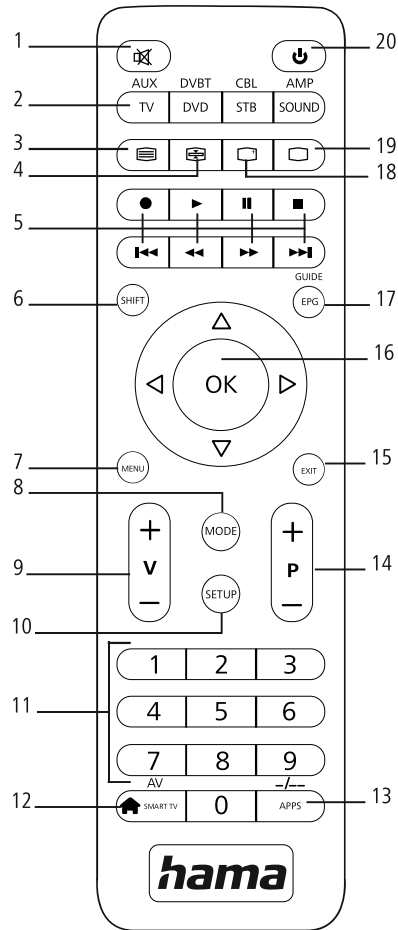 1 20
AUX DVBT CBL AMP
2 TV DVD STB SOUND
3 19
4 18
5
GUIDE
6 SHIFT EPG 17
16
OK
7 MENU EXIT 15
8 MODE
+ +
9 V P 14
– –
10 SETUP
1 2 3
11 4 5 6
7 8 9
AV –/––
12 SMART TV 0 APPS 13
hama